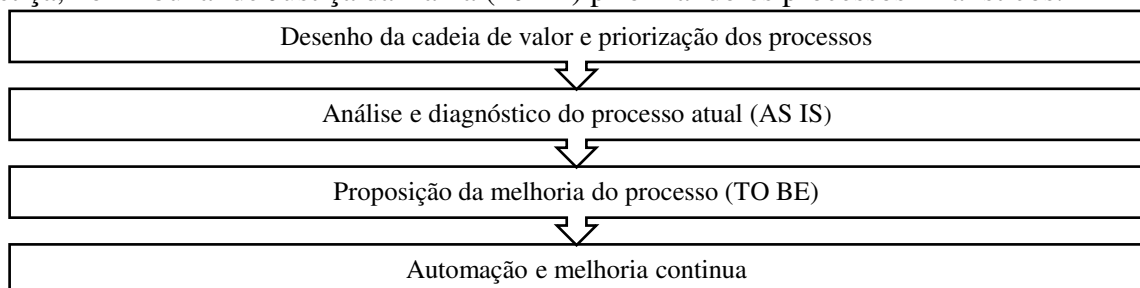 Desenho da cadeia de valor e priorização dos processos
Análise e diagnóstico do processo atual (AS IS)
Proposição da melhoria do processo (TO BE)
Automação e melhoria continua